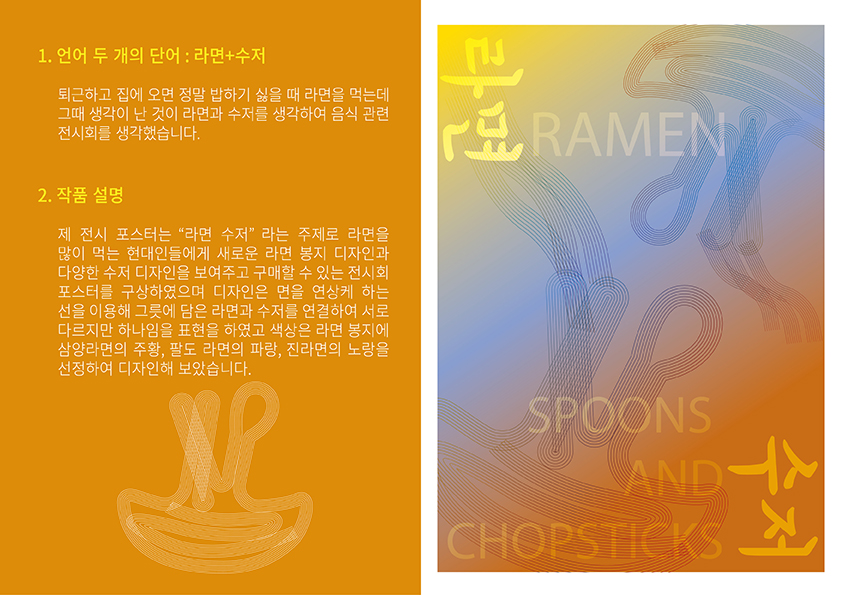 1. 언어 두 개의 단어 : 라면+수저
퇴근하고 집에 오면 정말 밥하기 싫을 때 라면을 먹는데
그때 생각이 난 것이 라면과 수저를 생각하여 음식 관련
전시회를 생각했습니다.
2. 작품 설명
제 전시 포스터는 “라면 수저” 라는 주제로 라면을
많이 먹는 현대인들에게 새로운 라면 봉지 디자인과
다양한 수저 디자인을 보여주고 구매할 수 있는 전시회
포스터를 구상하였으며 디자인은 면을 연상케 하는
선을 이용해 그릇에 담은 라면과 수저를 연결하여 서로
다르지만 하나임을 표현을 하였고 색상은 라면 봉지에
삼양라면의 주황, 팔도 라면의 파랑, 진라면의 노랑을
선정하여 디자인해 보았습니다.
라면
RAMEN
SPOONS
AND
CHOPSTICKS
수저